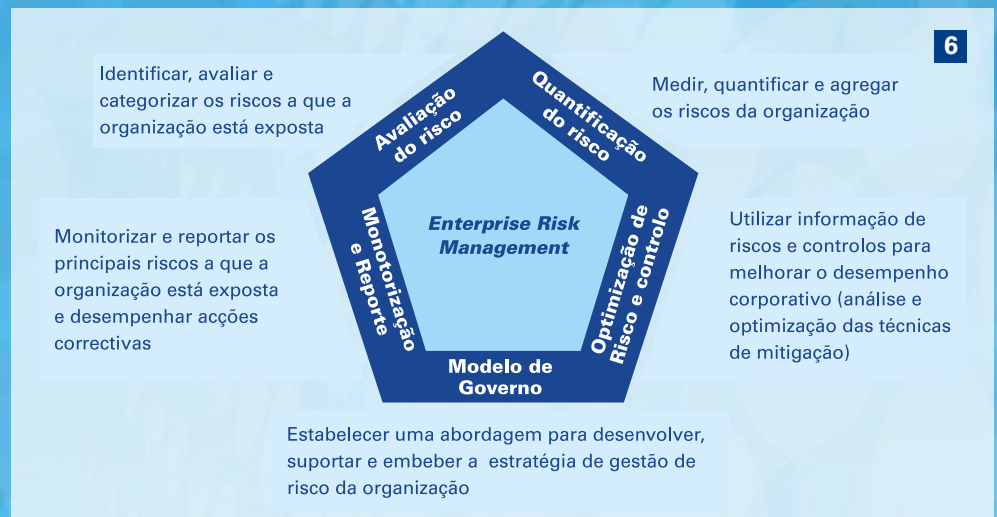 6
Identificar, avaliar e
categorizar os riscos a que a
organização está exposta
Avaliação
do risco
Quantificação
do risco
Medir, quantificar e agregar
os riscos da organização
Monitorizar e reportar os
principais riscos a que a
organização está exposta
e desempenhar acções
correctivas
Monotorização
e Reporte
Enterprise Risk
Management
Optimização de
Risco e controlo
Utilizar informação de
riscos e controlos para
melhorar o desempenho
corporativo (análise e
optimização das técnicas
de mitigação)
Modelo de
Governo
Estabelecer uma abordagem para desenvolver,
suportar e embeber a estratégia de gestão de
risco da organização